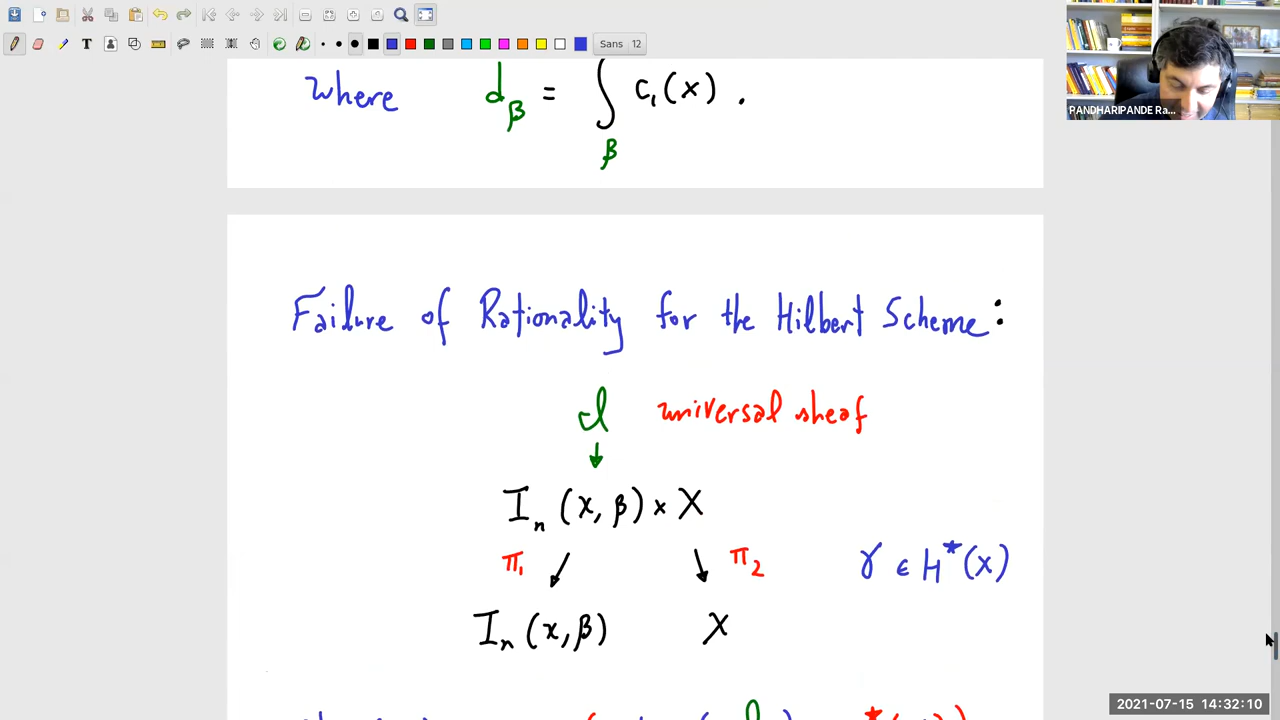 Sans 12
PANDHARIPANDE Ra...
where d_β = ∫_β c₁(X) .
Failure of Rationality for the Hilbert Scheme :
universal sheaf
↓
I_n (X, β) × X
π₁ ↙ ↘ π₂ γ ∈ H*(X)
I_n (X, β) X
2021-07-15 14:32:10